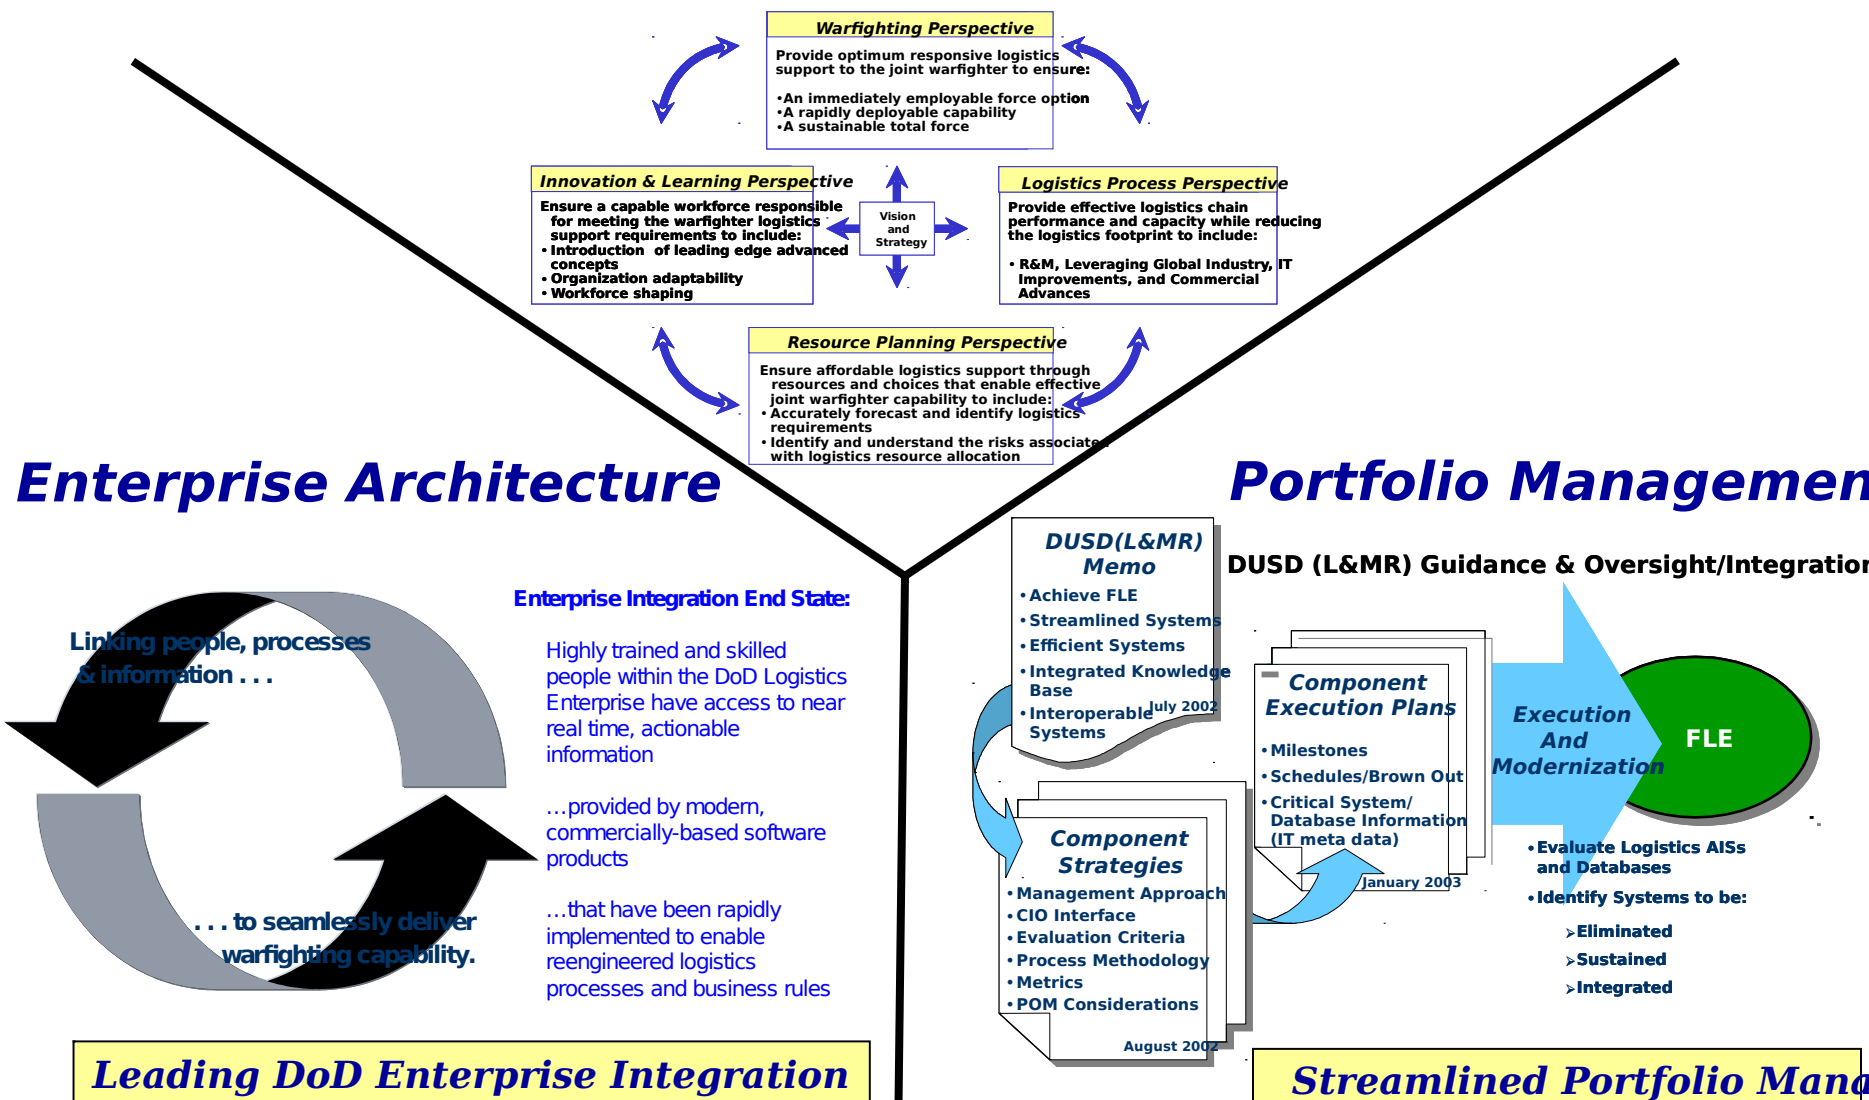 Warfighting Perspective
Provide optimum responsive logistics
support to the joint warfighter to ensure:
•An immediately employable force option
•A rapidly deployable capability
•A sustainable total force
Innovation & Learning Perspective
Ensure a capable workforce responsible
for meeting the warfighter logistics
support requirements to include:
• Introduction of leading edge advanced
concepts
• Organization adaptability
• Workforce shaping
Vision
and
Strategy
Logistics Process Perspective
Provide effective logistics chain
performance and capacity while reducing
the logistics footprint to include:
• R&M, Leveraging Global Industry, IT
Improvements, and Commercial
Advances
Resource Planning Perspective
Ensure affordable logistics support through
resources and choices that enable effective
joint warfighter capability to include:
• Accurately forecast and identify logistics
requirements
• Identify and understand the risks associate
with logistics resource allocation
Enterprise Architecture
Linking people, processes
& information . . .
. . . to seamlessly deliver
warfighting capability.
Enterprise Integration End State:
Highly trained and skilled
people within the DoD Logistics
Enterprise have access to near
real time, actionable
information
…provided by modern,
commercially-based software
products
…that have been rapidly
implemented to enable
reengineered logistics
processes and business rules
Leading DoD Enterprise Integration
Portfolio Managemen
DUSD (L&MR) Guidance & Oversight/Integration
DUSD(L&MR)
Memo
•Achieve FLE
•Streamlined Systems
•Efficient Systems
•Integrated Knowledge
Base
•Interoperable
Systems
July 2002
Component
Strategies
•Management Approach
•CIO Interface
•Evaluation Criteria
•Process Methodology
•Metrics
•POM Considerations
August 2002
Component
Execution Plans
•Milestones
•Schedules/Brown Out
•Critical System/
Database Information
(IT meta data)
January 2003
Execution
And
Modernization
FLE
•Evaluate Logistics AISs
and Databases
•Identify Systems to be:
➢Eliminated
➢Sustained
➢Integrated
Streamlined Portfolio Mana